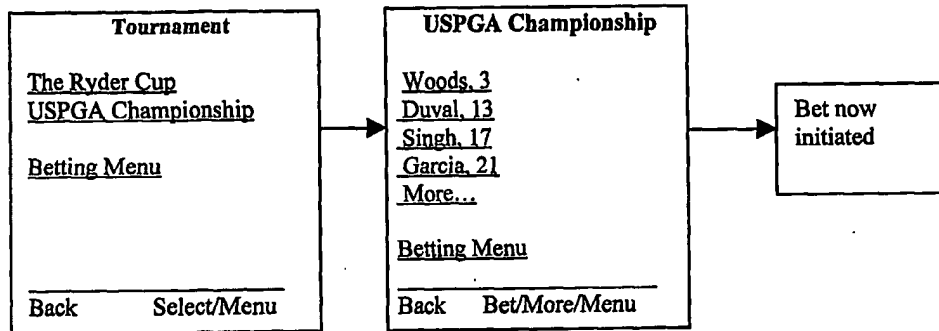 Tournament
The Ryder Cup
USPGA Championship
Betting Menu
Back Select/Menu
USPGA Championship
Woods, 3
Duval, 13
Singh, 17
Garcia, 21
More...
Betting Menu
Back Bet/More/Menu
Bet now
initiated